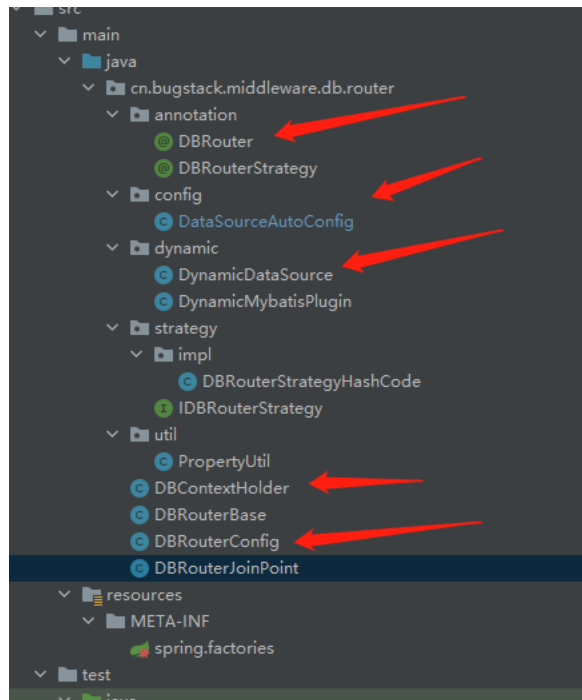 src
main
java
cn.bugstack.middleware.db.router
annotation
DBRouter
DBRouterStrategy
config
DataSourceAutoConfig
dynamic
DynamicDataSource
DynamicMybatisPlugin
strategy
impl
DBRouterStrategyHashCode
IDBRouterStrategy
util
PropertyUtil
DBContextHolder
DBRouterBase
DBRouterConfig
DBRouterJoinPoint
resources
META-INF
spring.factories
test
java